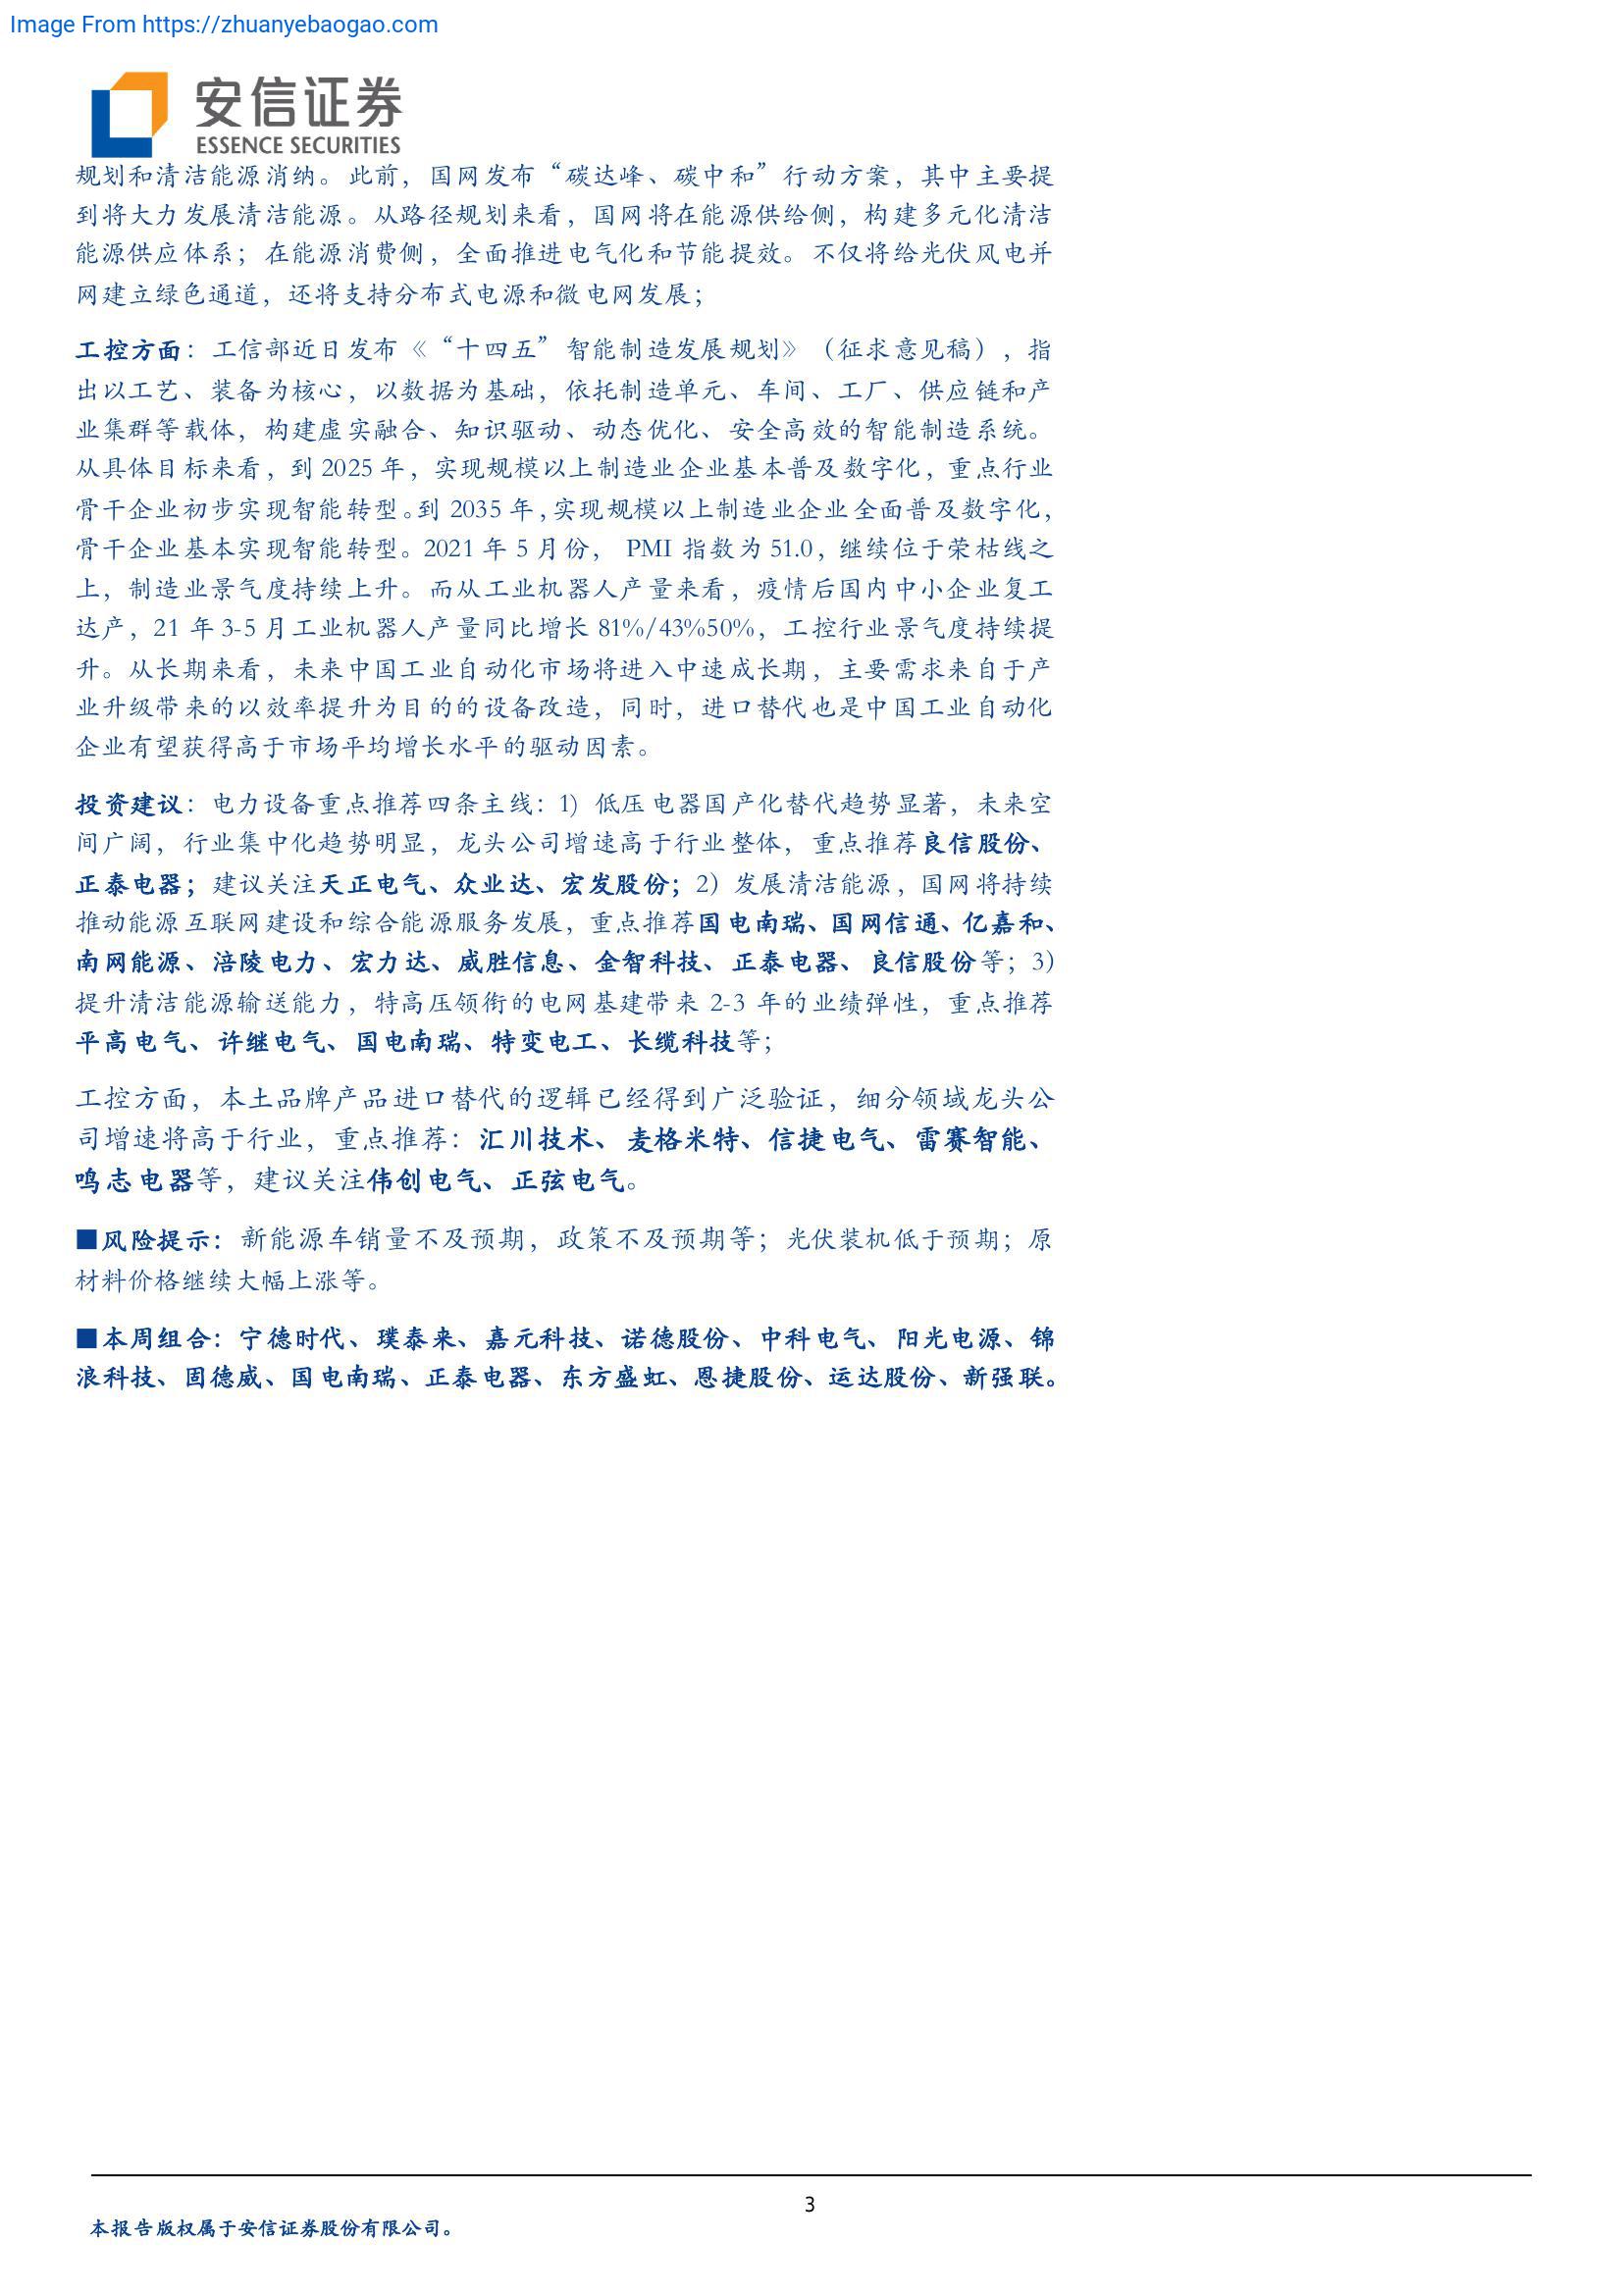 Image From https://zhuanyebaogao.com
安信证券
ESSENCE SECURITIES
规划和清洁能源消纳。此前，国网发布“碳达峰、碳中和”行动方案，其中主要提
到将大力发展清洁能源。从路径规划来看，国网将在能源供给侧，构建多元化清洁
能源供应体系；在能源消费侧，全面推进电气化和节能提效。不仅将给光伏风电并
网建立绿色通道，还将支持分布式电源和微电网发展；
工控方面：工信部近日发布《“十四五”智能制造发展规划》（征求意见稿），指
出以工艺、装备为核心，以数据为基础，依托制造单元、车间、工厂、供应链和产
业集群等载体，构建虚实融合、知识驱动、动态优化、安全高效的智能制造系统。
从具体目标来看，到 2025 年，实现规模以上制造业企业基本普及数字化，重点行业
骨干企业初步实现智能转型。到 2035 年，实现规模以上制造业企业全面普及数字化，
骨干企业基本实现智能转型。2021 年 5 月份， PMI 指数为 51.0，继续位于荣枯线之
上，制造业景气度持续上升。而从工业机器人产量来看，疫情后国内中小企业复工
达产，21 年 3-5 月工业机器人产量同比增长 81%/43%50%，工控行业景气度持续提
升。从长期来看，未来中国工业自动化市场将进入中速成长期，主要需求来自于产
业升级带来的以效率提升为目的的设备改造，同时，进口替代也是中国工业自动化
企业有望获得高于市场平均增长水平的驱动因素。
投资建议：电力设备重点推荐四条主线：1）低压电器国产化替代趋势显著，未来空
间广阔，行业集中化趋势明显，龙头公司增速高于行业整体，重点推荐良信股份、
正泰电器；建议关注天正电气、众业达、宏发股份；2）发展清洁能源，国网将持续
推动能源互联网建设和综合能源服务发展，重点推荐国电南瑞、国网信通、亿嘉和、
南网能源、涪陵电力、宏力达、威胜信息、金智科技、正泰电器、良信股份等；3）
提升清洁能源输送能力，特高压领衔的电网基建带来 2-3 年的业绩弹性，重点推荐
平高电气、许继电气、国电南瑞、特变电工、长缆科技等；
工控方面，本土品牌产品进口替代的逻辑已经得到广泛验证，细分领域龙头公
司增速将高于行业，重点推荐：汇川技术、麦格米特、信捷电气、雷赛智能、
鸣志电器等，建议关注伟创电气、正弦电气。
■风险提示：新能源车销量不及预期，政策不及预期等；光伏装机低于预期；原
材料价格继续大幅上涨等。
■本周组合：宁德时代、璞泰来、嘉元科技、诺德股份、中科电气、阳光电源、锦
浪科技、固德威、国电南瑞、正泰电器、东方盛虹、恩捷股份、运达股份、新强联。
3
本报告版权属于安信证券股份有限公司。